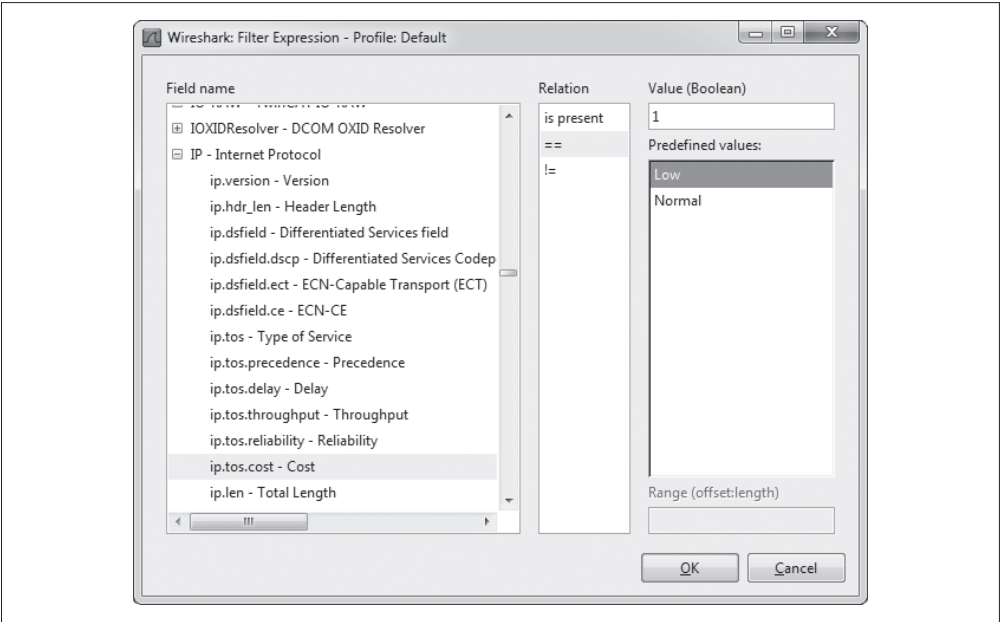 Wireshark: Filter Expression - Profile: Default
Field name
IOXIDResolver - DCOM OXID Resolver
IP - Internet Protocol
ip.version - Version
ip.hdr_len - Header Length
ip.dsfield - Differentiated Services field
ip.dsfield.dscp - Differentiated Services Codep
ip.dsfield.ect - ECN-Capable Transport (ECT)
ip.dsfield.ce - ECN-CE
ip.tos - Type of Service
ip.tos.precedence - Precedence
ip.tos.delay - Delay
ip.tos.throughput - Throughput
ip.tos.reliability - Reliability
ip.tos.cost - Cost
ip.len - Total Length
Relation
is present
==
!=
Value (Boolean)
1
Predefined values:
Low
Normal
Range (offset:length)
OK
Cancel